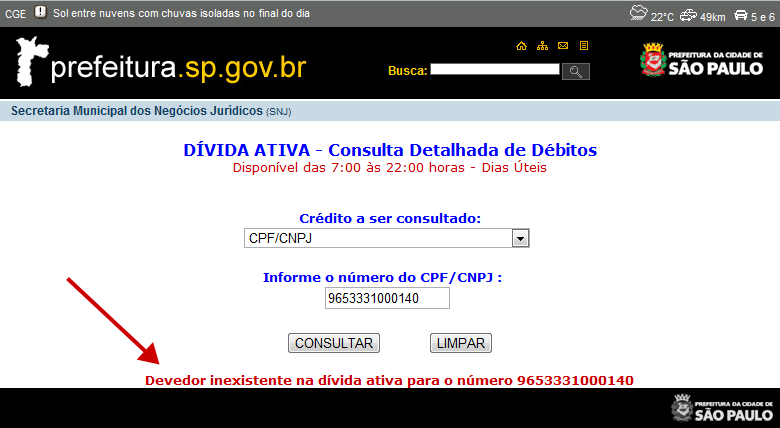 CGE Sol entre nuvens com chuvas isoladas no final do dia 22°C 49km 5 e 6
prefeitura.sp.gov.br
Busca:
PREFEITURA DA CIDADE DE
SÃO PAULO
Secretaria Municipal dos Negócios Jurídicos (SNJ)
DÍVIDA ATIVA - Consulta Detalhada de Débitos
Disponível das 7:00 às 22:00 horas - Dias Úteis
Crédito a ser consultado:
CPF/CNPJ
Informe o número do CPF/CNPJ :
9653331000140
CONSULTAR LIMPAR
Devedor inexistente na dívida ativa para o número 9653331000140
PREFEITURA DA CIDADE DE
SÃO PAULO